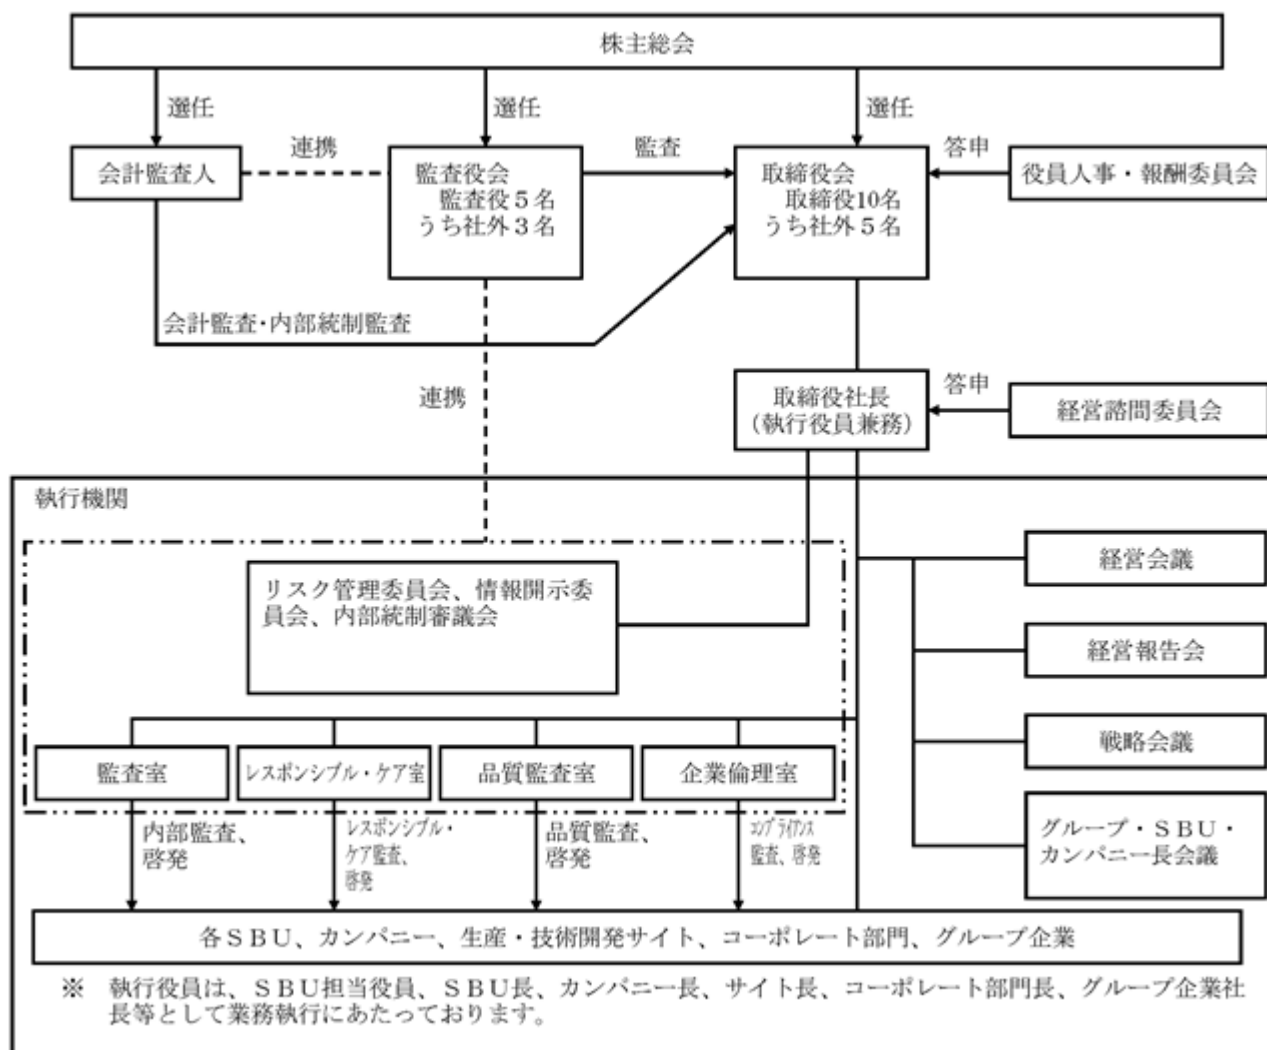 株主総会
選任
選任
選任
会計監査人
連携
監査役会
監査役５名
うち社外３名
監査
取締役会
取締役10名
うち社外５名
答申
役員人事・報酬委員会
会計監査・内部統制監査
連携
取締役社長
（執行役員兼務）
答申
経営諮問委員会
執行機関
リスク管理委員会、情報開示委
員会、内部統制審議会
経営会議
経営報告会
戦略会議
グループ・ＳＢＵ・
カンパニー長会議
監査室
レスポンシブル・ケア室
品質監査室
企業倫理室
内部監査、
啓発
レスポンシブル・
ケア監査、
啓発
品質監査、
啓発
コンプライアンス
監査、啓発
各ＳＢＵ、カンパニー、生産・技術開発サイト、コーポレート部門、グループ企業
※　執行役員は、ＳＢＵ担当役員、ＳＢＵ長、カンパニー長、サイト長、コーポレート部門長、グループ企業社
長等として業務執行にあたっております。